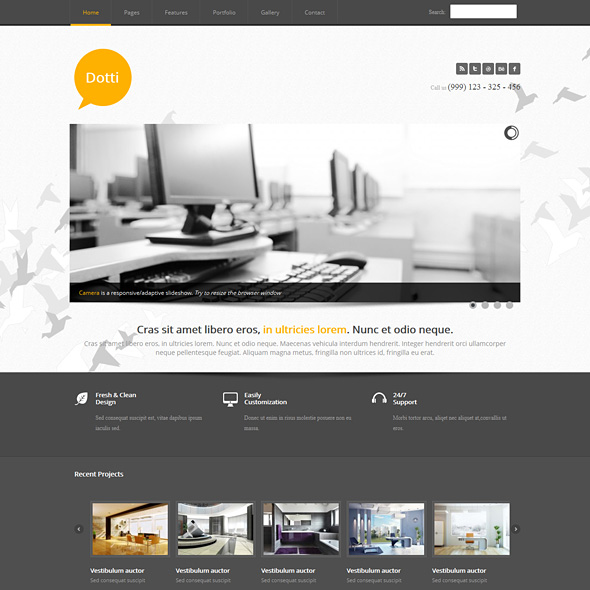 Home Pages Features Portfolio Gallery Contact Search:
Dotti
Call us (999) 123 - 325 - 456
Camera is a responsive/adaptive slideshow. Try to resize the browser window
Cras sit amet libero eros, in ultricies lorem. Nunc et odio neque.
Cras sit amet libero eros, in ultricies lorem. Nunc et odio neque. Maecenas vehicula interdum hendrerit. Integer hendrerit orci ullamcorper
neque pellentesque feugiat. Aliquam magna metus, fringilla non ultrices id, fringilla eu erat.
Fresh & Clean
Design
Sed consequat suscipit est, vitae dapibus ipsum
iaculis sed.
Easily
Customization
Donec ut enim in risus molestie posuere non eu
massa.
24/7
Support
Morbi tortor arcu, aliqet nec aliquet at,convallis ut
eros.
Recent Projects
Vestibulum auctor Vestibulum auctor Vestibulum auctor Vestibulum auctor Vestibulum auctor
Sed consequat suscipit Sed consequat suscipit Sed consequat suscipit Sed consequat suscipit Sed consequat suscipit